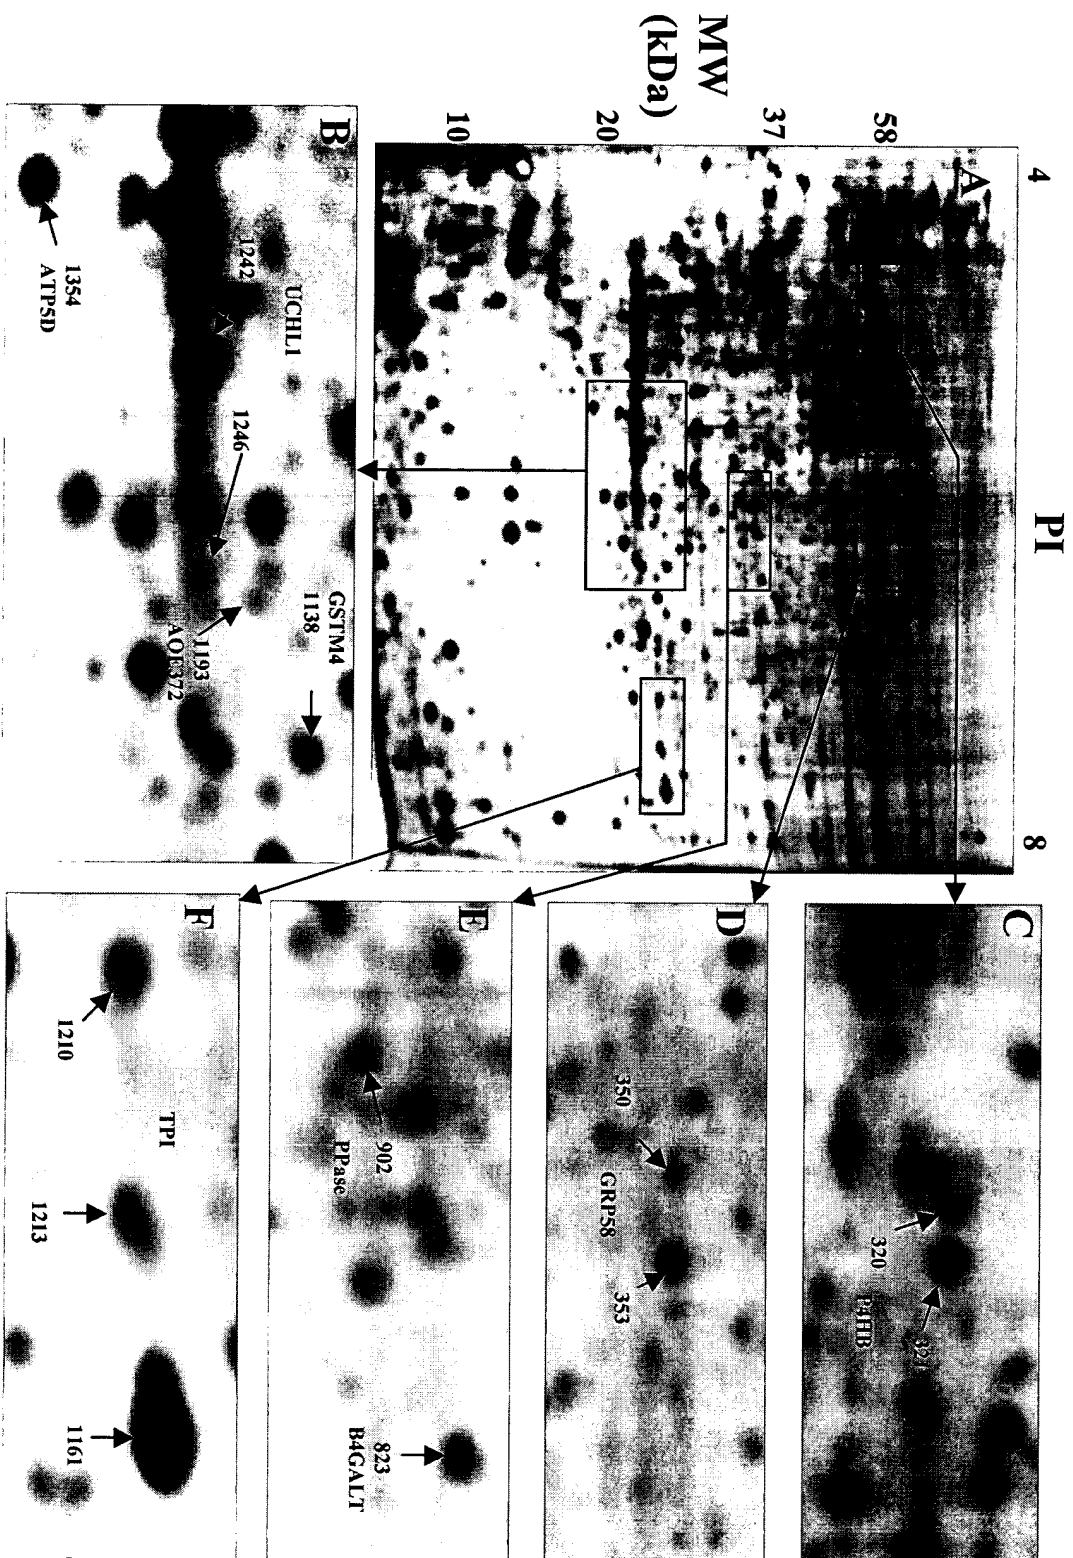 MW
(kDa)
PI
4
8
58
37
20
10
A
B
UCHL1
1242
1246
1354
ATP5D
1193
AOE372
GSTM4
1138
C
320
321
P4HB
D
350
GRP58
353
E
902
PPase
823
B4GALT
F
1210
TPI
1213
1161